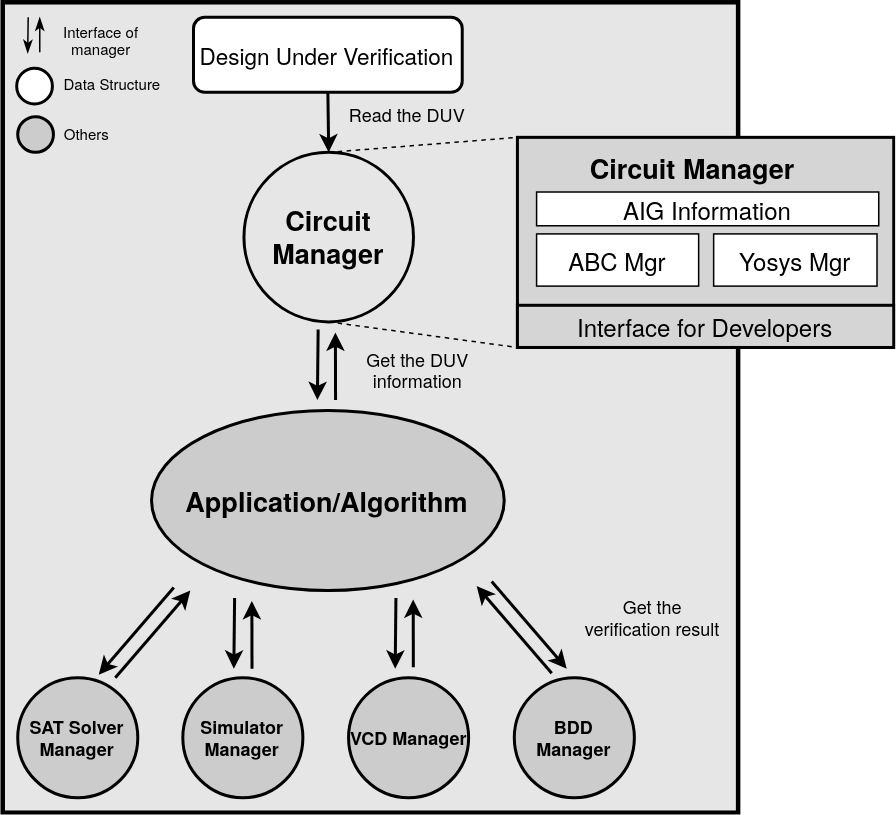 Interface of
manager
Data Structure
Others
Design Under Verification
Read the DUV
Circuit
Manager
Circuit Manager
AIG Information
ABC Mgr
Yosys Mgr
Interface for Developers
Get the DUV
information
Application/Algorithm
Get the
verification result
SAT Solver
Manager
Simulator
Manager
VCD Manager
BDD
Manager